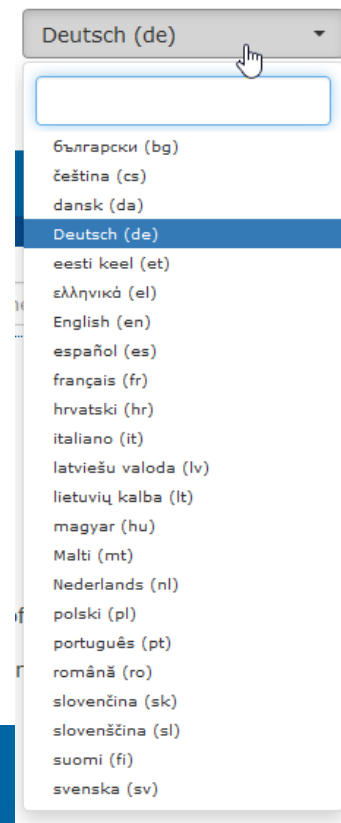 Deutsch (de)
български (bg)
čeština (cs)
dansk (da)
Deutsch (de)
eesti keel (et)
ελληνικά (el)
English (en)
español (es)
français (fr)
hrvatski (hr)
italiano (it)
latviešu valoda (lv)
lietuvių kalba (lt)
magyar (hu)
Malti (mt)
Nederlands (nl)
polski (pl)
português (pt)
română (ro)
slovenčina (sk)
slovenščina (sl)
suomi (fi)
svenska (sv)